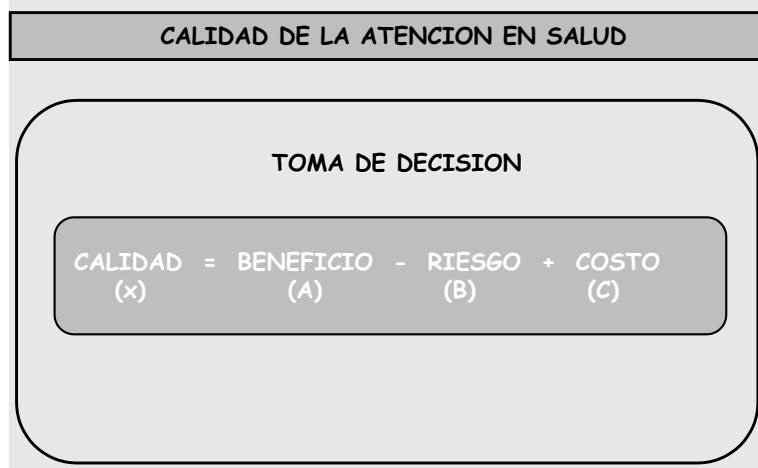 CALIDAD DE LA ATENCION EN SALUD
TOMA DE DECISION
CALIDAD = BENEFICIO - RIESGO + COSTO
(x) (A) (B) (C)